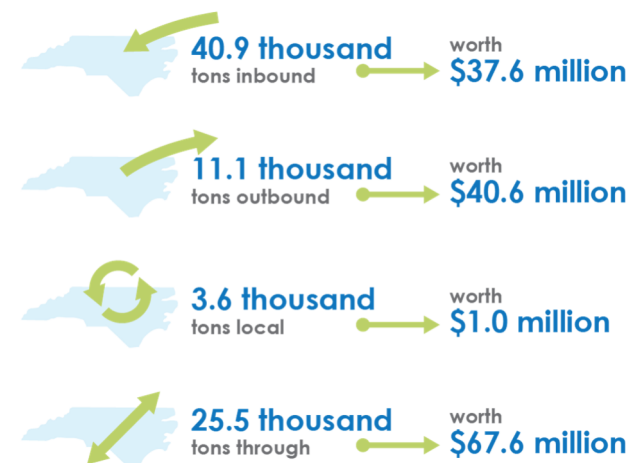 40.9 thousand
tons inbound
worth
$37.6 million
11.1 thousand
tons outbound
worth
$40.6 million
3.6 thousand
tons local
worth
$1.0 million
25.5 thousand
tons through
worth
$67.6 million